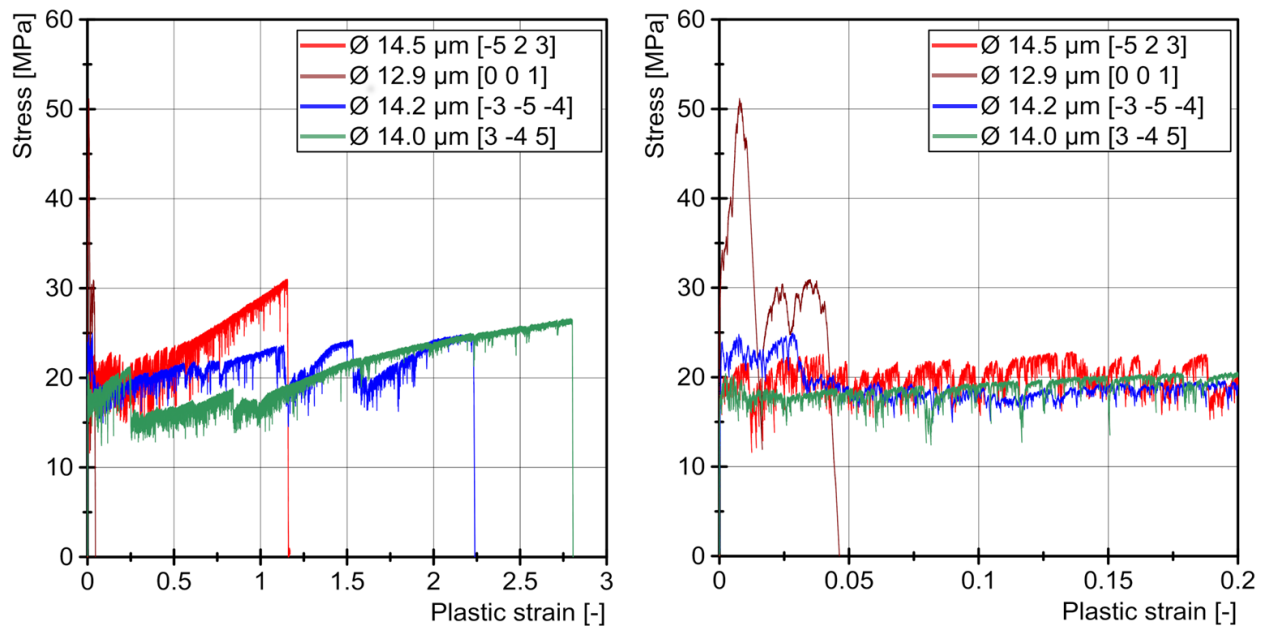 60
50
40
30
20
10
0
Stress [MPa]
Ø 14.5 µm [-5 2 3]
Ø 12.9 µm [0 0 1]
Ø 14.2 µm [-3 -5 -4]
Ø 14.0 µm [3 -4 5]
0 0.5 1 1.5 2 2.5 3
Plastic strain [-]
60
50
40
30
20
10
0
Stress [MPa]
Ø 14.5 µm [-5 2 3]
Ø 12.9 µm [0 0 1]
Ø 14.2 µm [-3 -5 -4]
Ø 14.0 µm [3 -4 5]
0 0.05 0.1 0.15 0.2
Plastic strain [-]